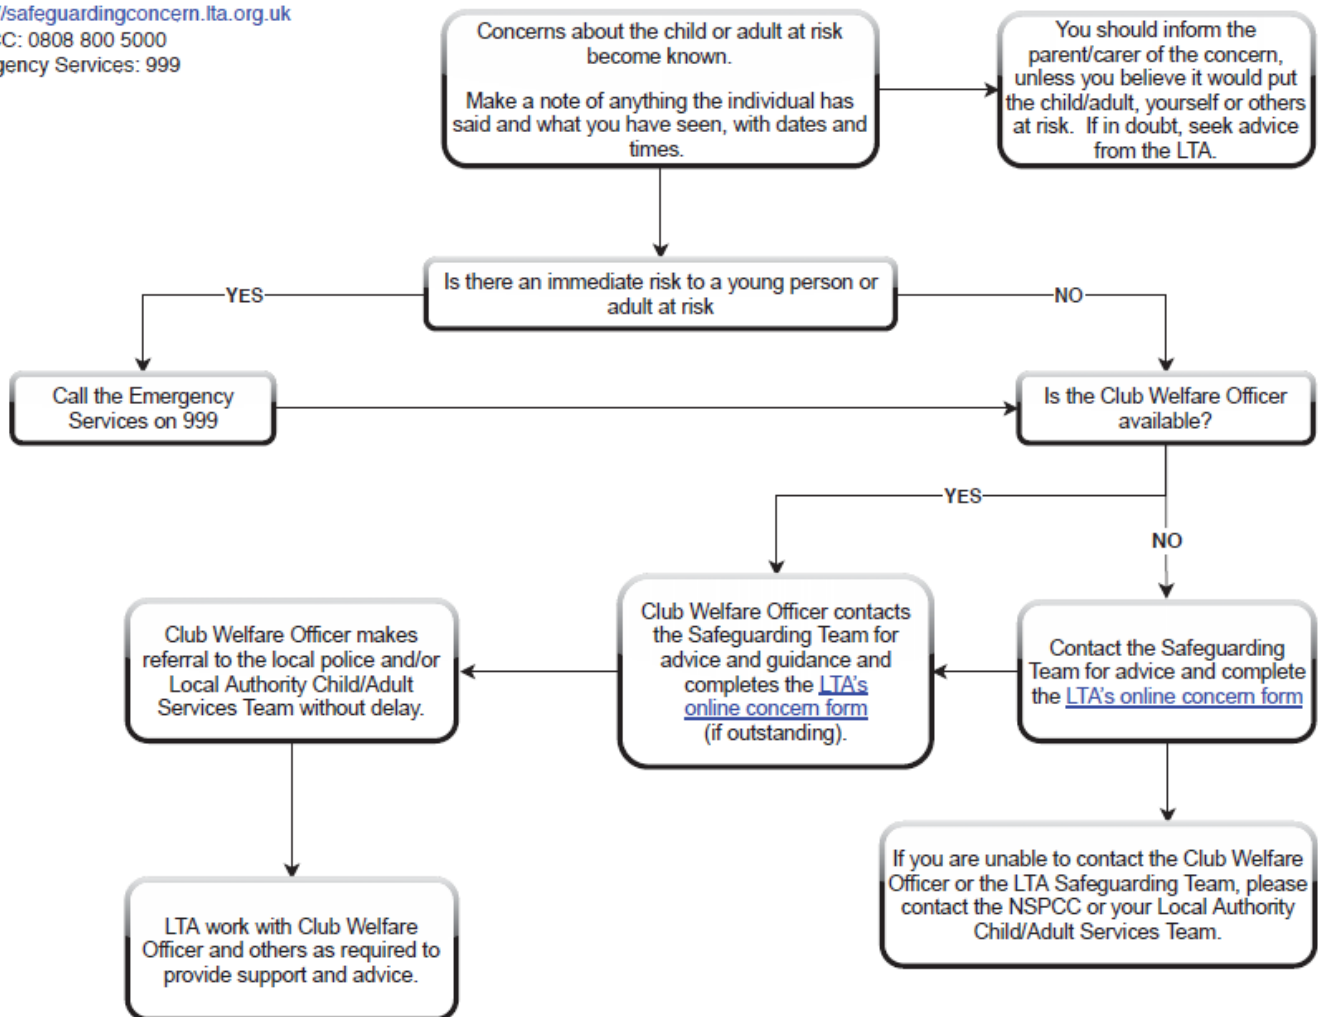 //safeguardingconcern.lta.org.uk
CC: 0808 800 5000
gency Services: 999
Concerns about the child or adult at risk
become known.
Make a note of anything the individual has
said and what you have seen, with dates and
times.
You should inform the
parent/carer of the concern,
unless you believe it would put
the child/adult, yourself or others
at risk. If in doubt, seek advice
from the LTA.
Is there an immediate risk to a young person or
adult at risk
YES
NO
Call the Emergency
Services on 999
Is the Club Welfare Officer
available?
YES
NO
Club Welfare Officer makes
referral to the local police and/or
Local Authority Child/Adult
Services Team without delay.
Club Welfare Officer contacts
the Safeguarding Team for
advice and guidance and
completes the LTA's
online concern form
(if outstanding).
Contact the Safeguarding
Team for advice and complete
the LTA's online concern form
LTA work with Club Welfare
Officer and others as required to
provide support and advice.
If you are unable to contact the Club Welfare
Officer or the LTA Safeguarding Team, please
contact the NSPCC or your Local Authority
Child/Adult Services Team.